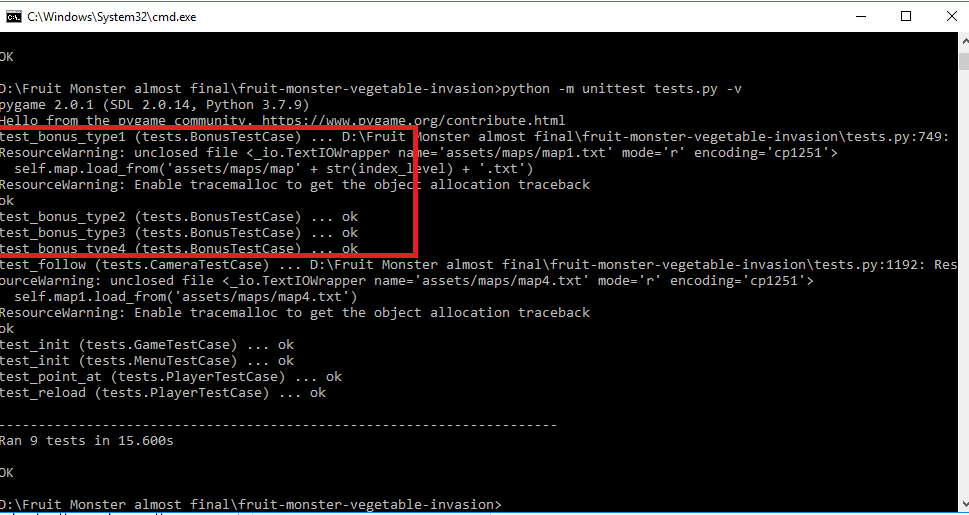 C:\Windows\System32\cmd.exe
OK
D:\Fruit Monster almost final\fruit-monster-vegetable-invasion>python -m unittest tests.py -v
pygame 2.0.1 (SDL 2.0.14, Python 3.7.9)
Hello from the pygame community. https://www.pygame.org/contribute.html
test_bonus_type1 (tests.BonusTestCase) ... D:\Fruit Monster almost final\fruit-monster-vegetable-invasion\tests.py:749:
ResourceWarning: unclosed file <_io.TextIOWrapper name='assets/maps/map1.txt' mode='r' encoding='cp1251'>
self.map.load_from('assets/maps/map' + str(index_level) + '.txt')
ResourceWarning: Enable tracemalloc to get the object allocation traceback
ok
test_bonus_type2 (tests.BonusTestCase) ... ok
test_bonus_type3 (tests.BonusTestCase) ... ok
test_bonus_type4 (tests.BonusTestCase) ... ok
test_follow (tests.CameraTestCase) ... D:\Fruit Monster almost final\fruit-monster-vegetable-invasion\tests.py:1192: Res
ourceWarning: unclosed file <_io.TextIOWrapper name='assets/maps/map4.txt' mode='r' encoding='cp1251'>
self.map1.load_from('assets/maps/map4.txt')
ResourceWarning: Enable tracemalloc to get the object allocation traceback
ok
test_init (tests.GameTestCase) ... ok
test_init (tests.MenuTestCase) ... ok
test_point_at (tests.PlayerTestCase) ... ok
test_reload (tests.PlayerTestCase) ... ok
----------------------------------------------------------------------
Ran 9 tests in 15.600s
OK
D:\Fruit Monster almost final\fruit-monster-vegetable-invasion>